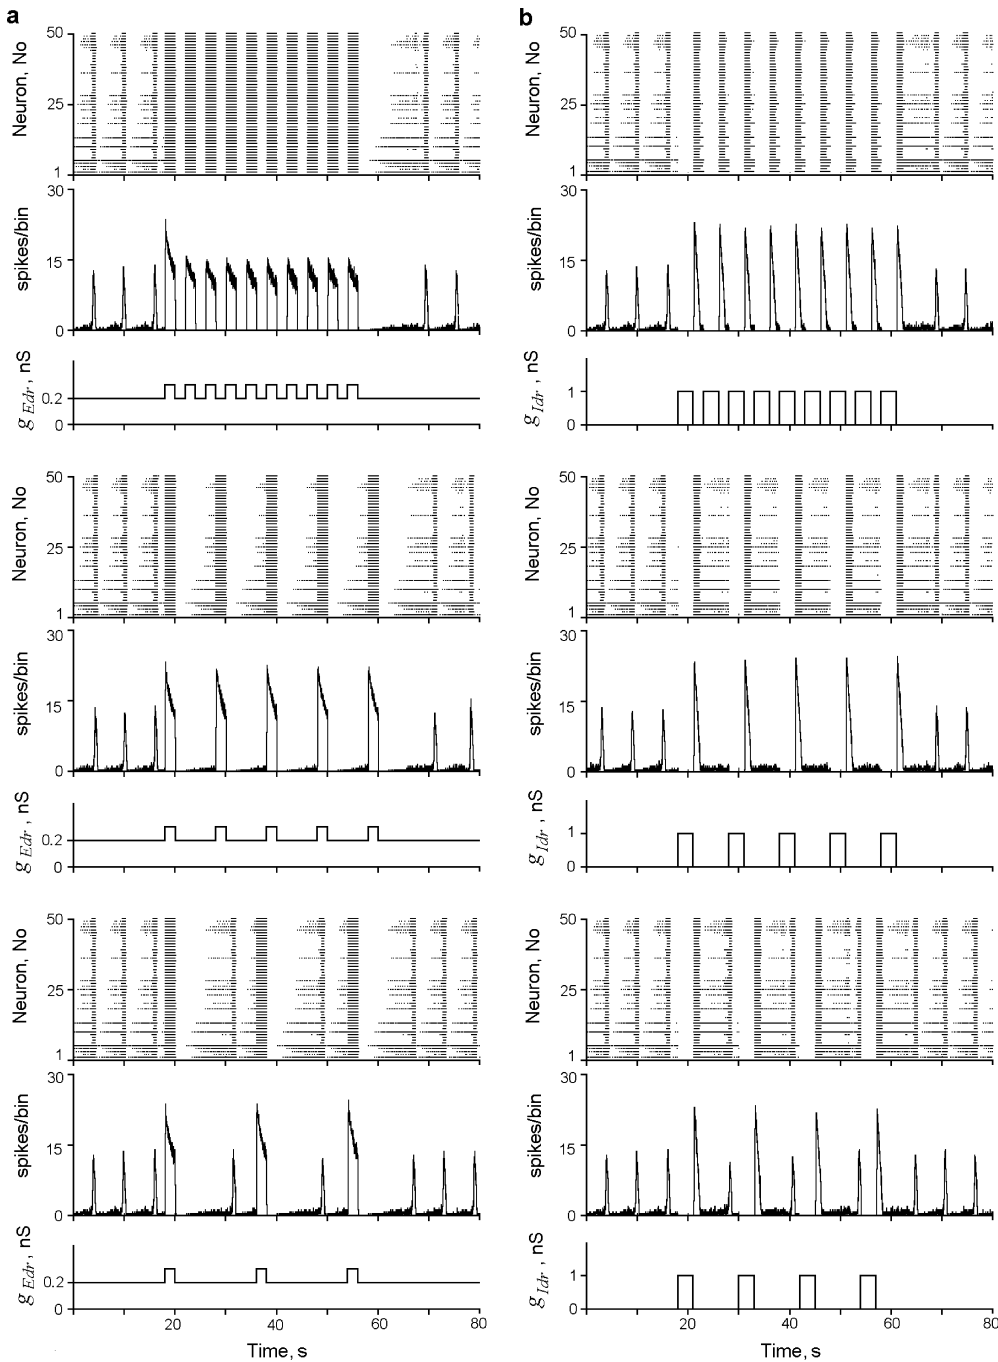 a
50
25
1
Neuron, No
30
15
0
spikes/bin
0.2
0
g Edr , nS
50
25
1
Neuron, No
30
15
0
spikes/bin
0.2
0
g Edr , nS
50
25
1
Neuron, No
30
15
0
spikes/bin
0.2
0
g Edr , nS
20 40 60 80
Time, s
b
50
25
1
Neuron, No
30
15
0
spikes/bin
1
0
g Idr , nS
50
25
1
Neuron, No
30
15
0
spikes/bin
1
0
g Idr , nS
50
25
1
Neuron, No
30
15
0
spikes/bin
1
0
g Idr , nS
20 40 60 80
Time, s